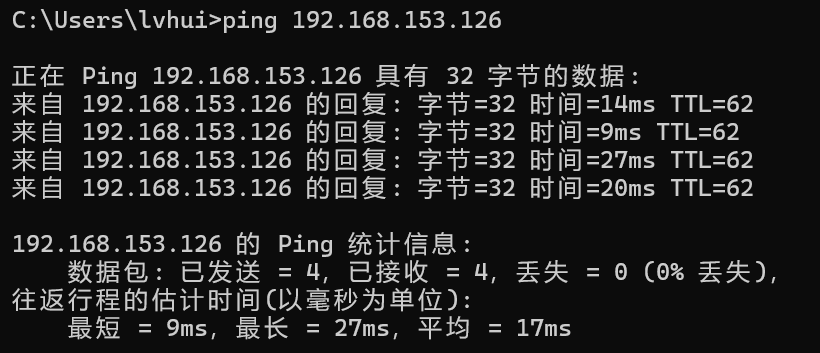 C:\Users\lvhui>ping 192.168.153.126
正在 Ping 192.168.153.126 具有 32 字节的数据:
来自 192.168.153.126 的回复: 字节=32 时间=14ms TTL=62
来自 192.168.153.126 的回复: 字节=32 时间=9ms TTL=62
来自 192.168.153.126 的回复: 字节=32 时间=27ms TTL=62
来自 192.168.153.126 的回复: 字节=32 时间=20ms TTL=62
192.168.153.126 的 Ping 统计信息:
    数据包: 已发送 = 4, 已接收 = 4, 丢失 = 0 (0% 丢失),
往返行程的估计时间(以毫秒为单位):
    最短 = 9ms, 最长 = 27ms, 平均 = 17ms